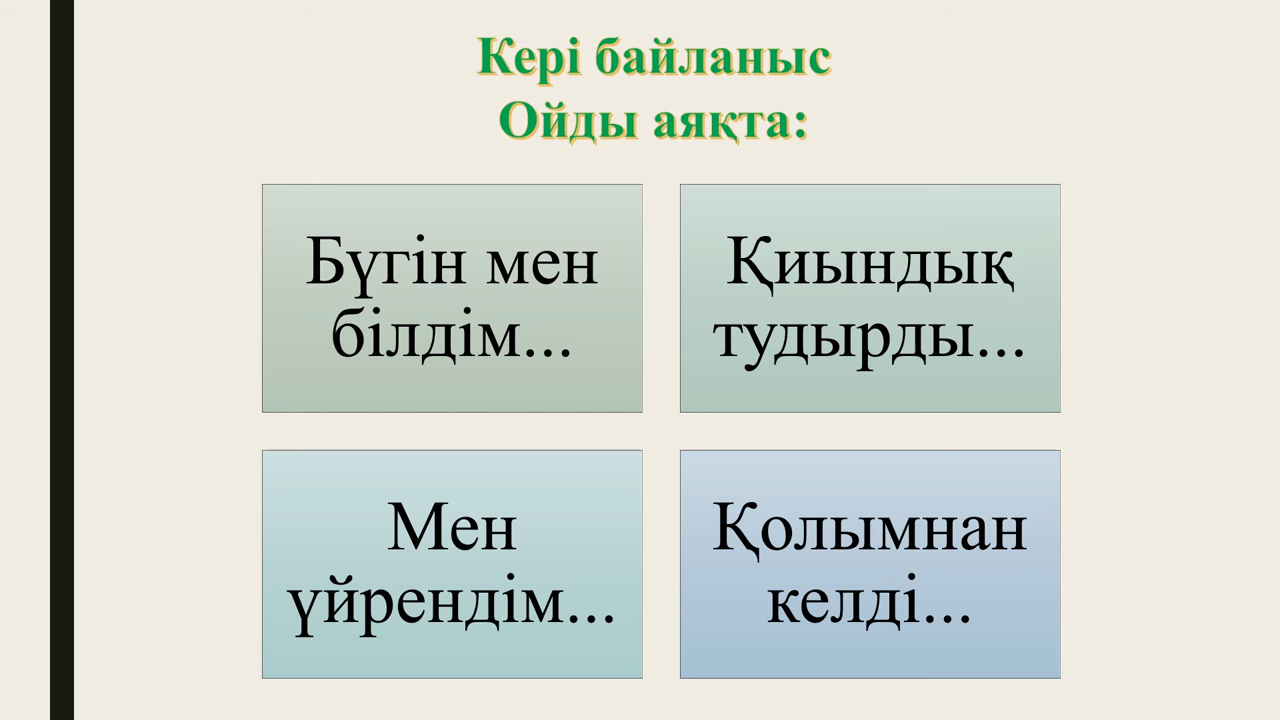 Кері байланыс
Ойды аяқта:
Бүгін мен
білдім...
Қиындық
тудырды...
Мен
үйрендім...
Қолымнан
келді...